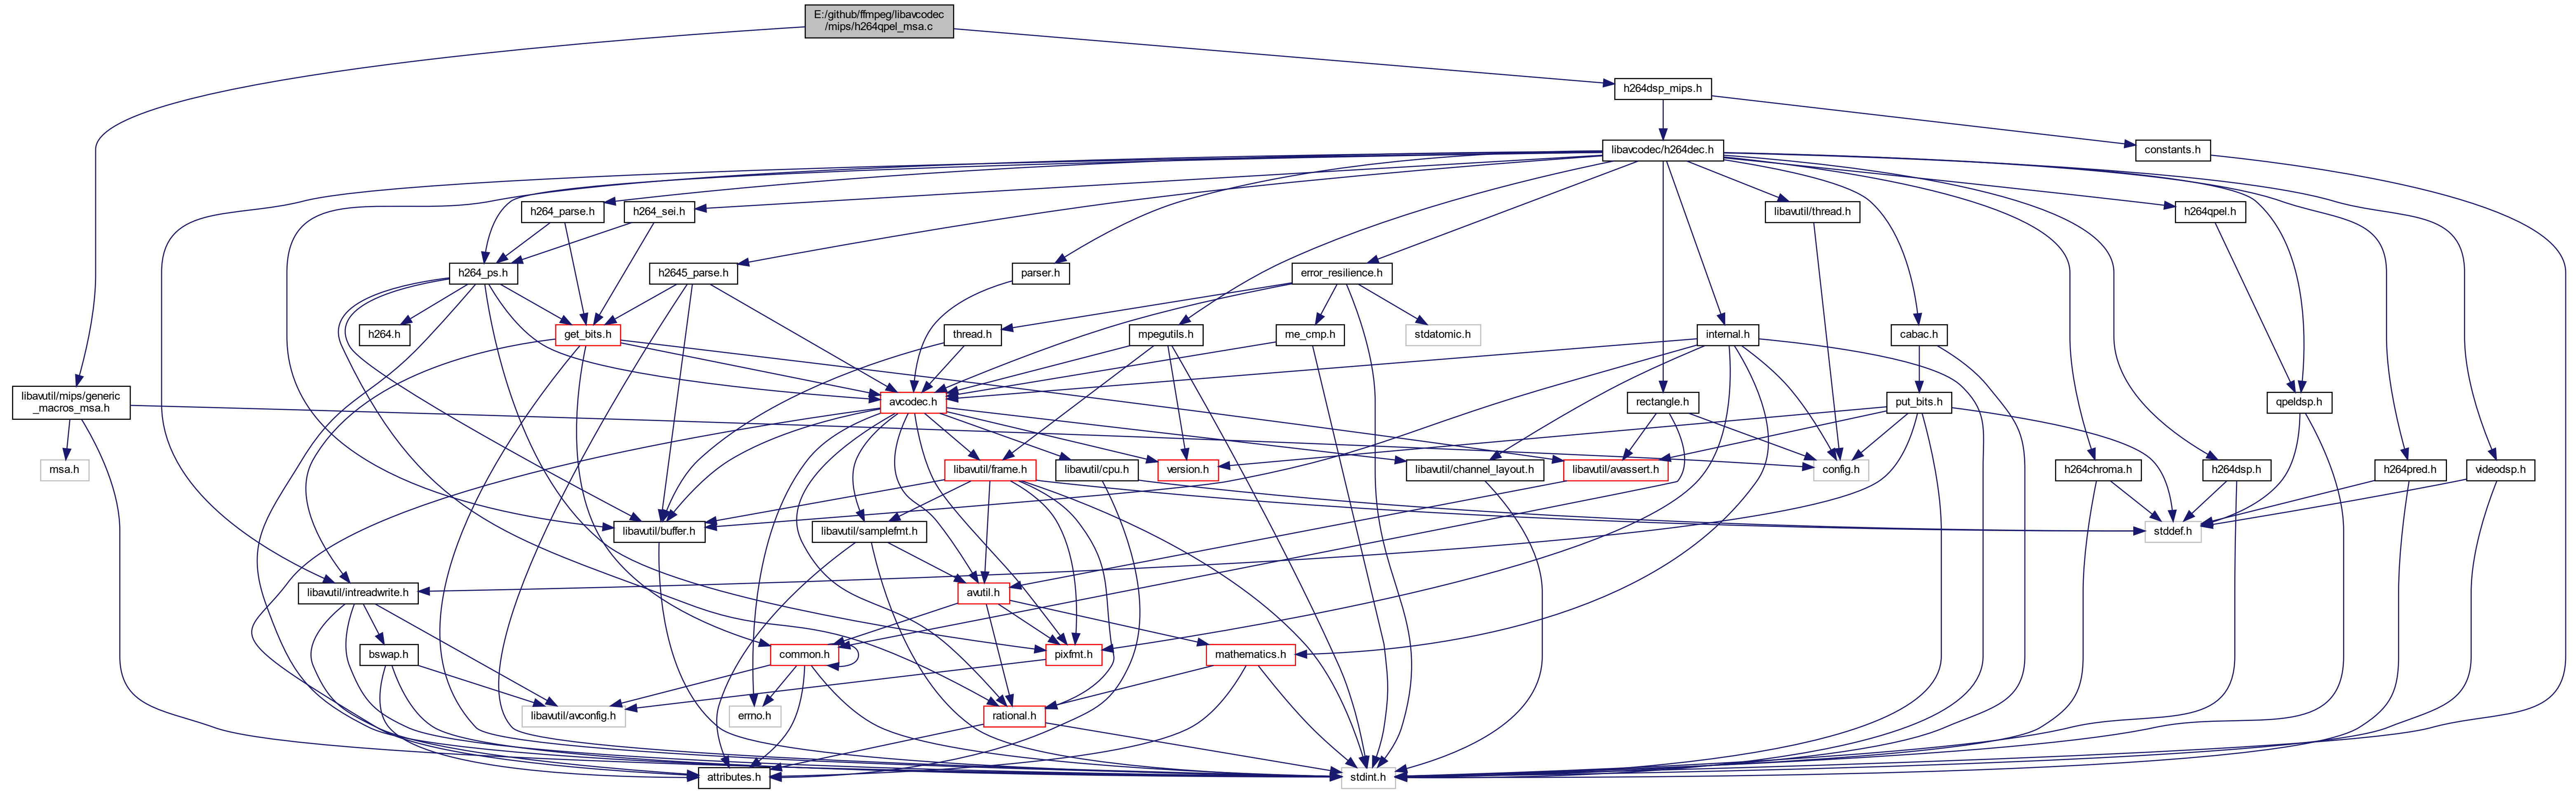 E:/github/ffmpeg/libavcodec
/mips/h264qpel_msa.c
h264dsp_mips.h
libavcodec/h264dec.h
constants.h
h264_parse.h
h264_sei.h
libavutil/thread.h
h264qpel.h
h264_ps.h
h2645_parse.h
parser.h
error_resilience.h
h264.h
get_bits.h
thread.h
mpegutils.h
me_cmp.h
stdatomic.h
internal.h
cabac.h
libavutil/mips/generic
_macros_msa.h
avcodec.h
rectangle.h
put_bits.h
qpeldsp.h
msa.h
libavutil/frame.h
libavutil/cpu.h
version.h
libavutil/channel_layout.h
libavutil/avassert.h
config.h
h264chroma.h
h264dsp.h
h264pred.h
videodsp.h
libavutil/buffer.h
libavutil/samplefmt.h
stddef.h
libavutil/intreadwrite.h
avutil.h
bswap.h
common.h
pixfmt.h
mathematics.h
libavutil/avconfig.h
errno.h
rational.h
attributes.h
stdint.h